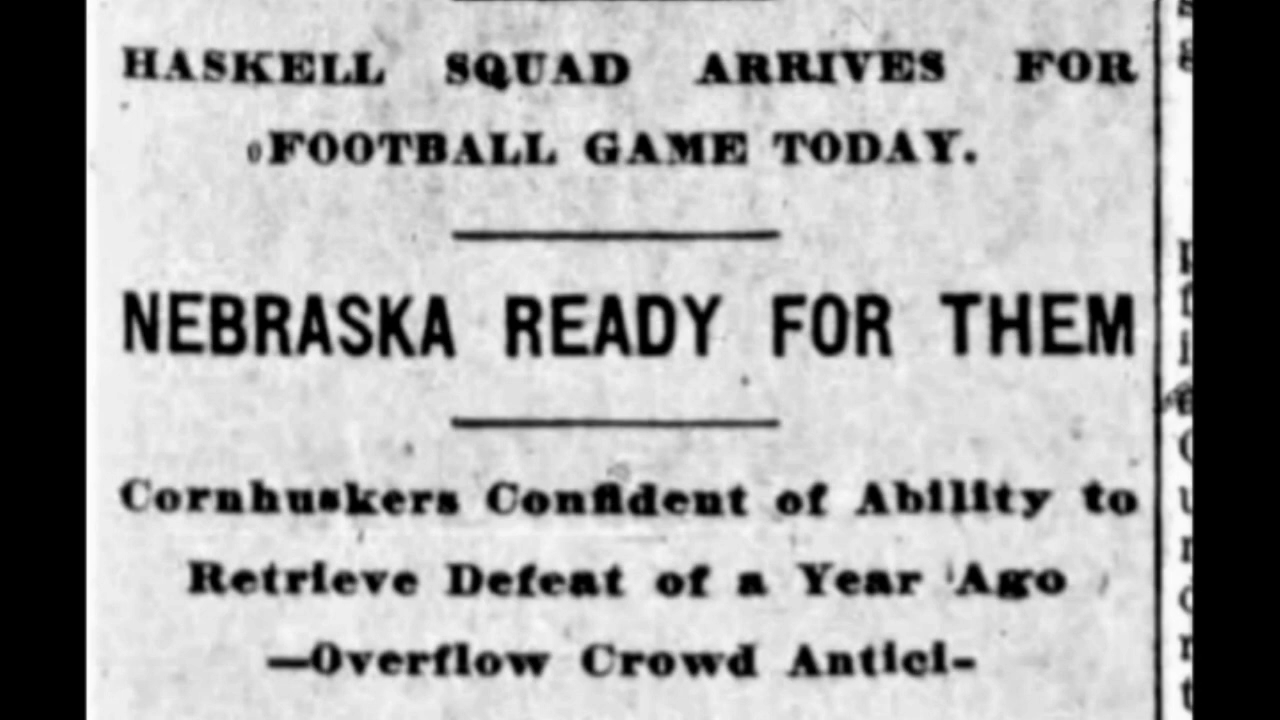 HASKELL SQUAD ARRIVES FOR
FOOTBALL GAME TODAY.
NEBRASKA READY FOR THEM
Cornhuskers Confident of Ability to
Retrieve Defeat of a Year Ago
—Overflow Crowd Antici-